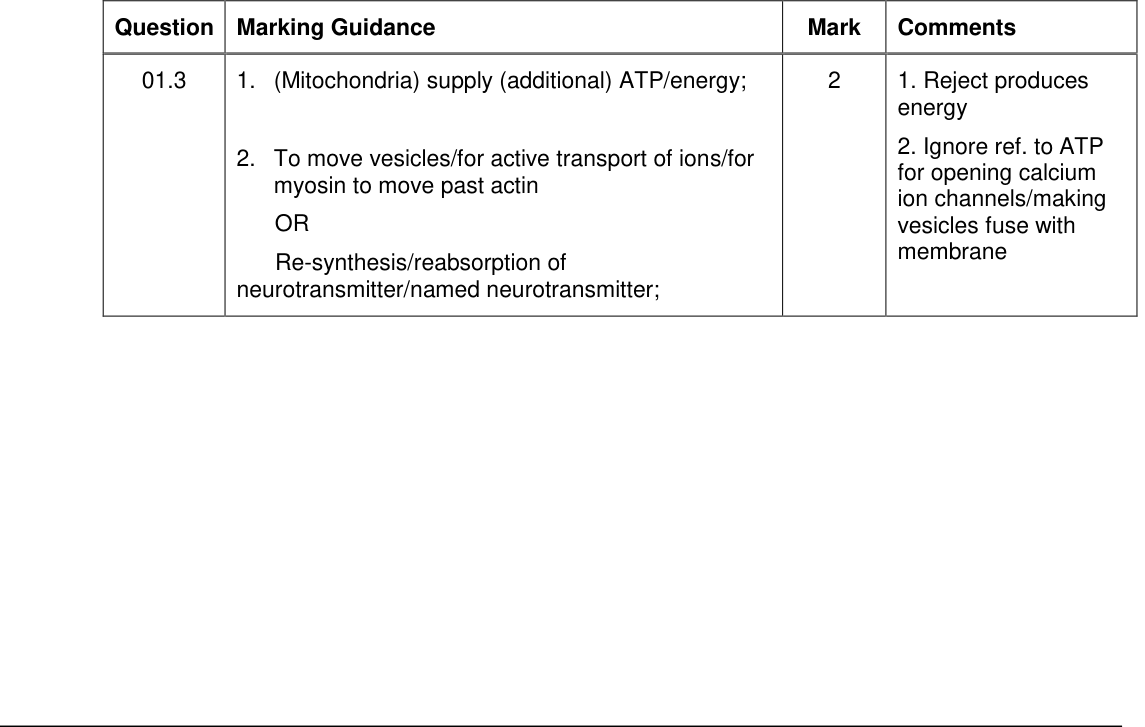 Question Marking Guidance Mark Comments
01.3 1. (Mitochondria) supply (additional) ATP/energy; 2 1. Reject produces
energy
2. To move vesicles/for active transport of ions/for
myosin to move past actin
OR
Re-synthesis/reabsorption of
neurotransmitter/named neurotransmitter;
2. Ignore ref. to ATP
for opening calcium
ion channels/making
vesicles fuse with
membrane